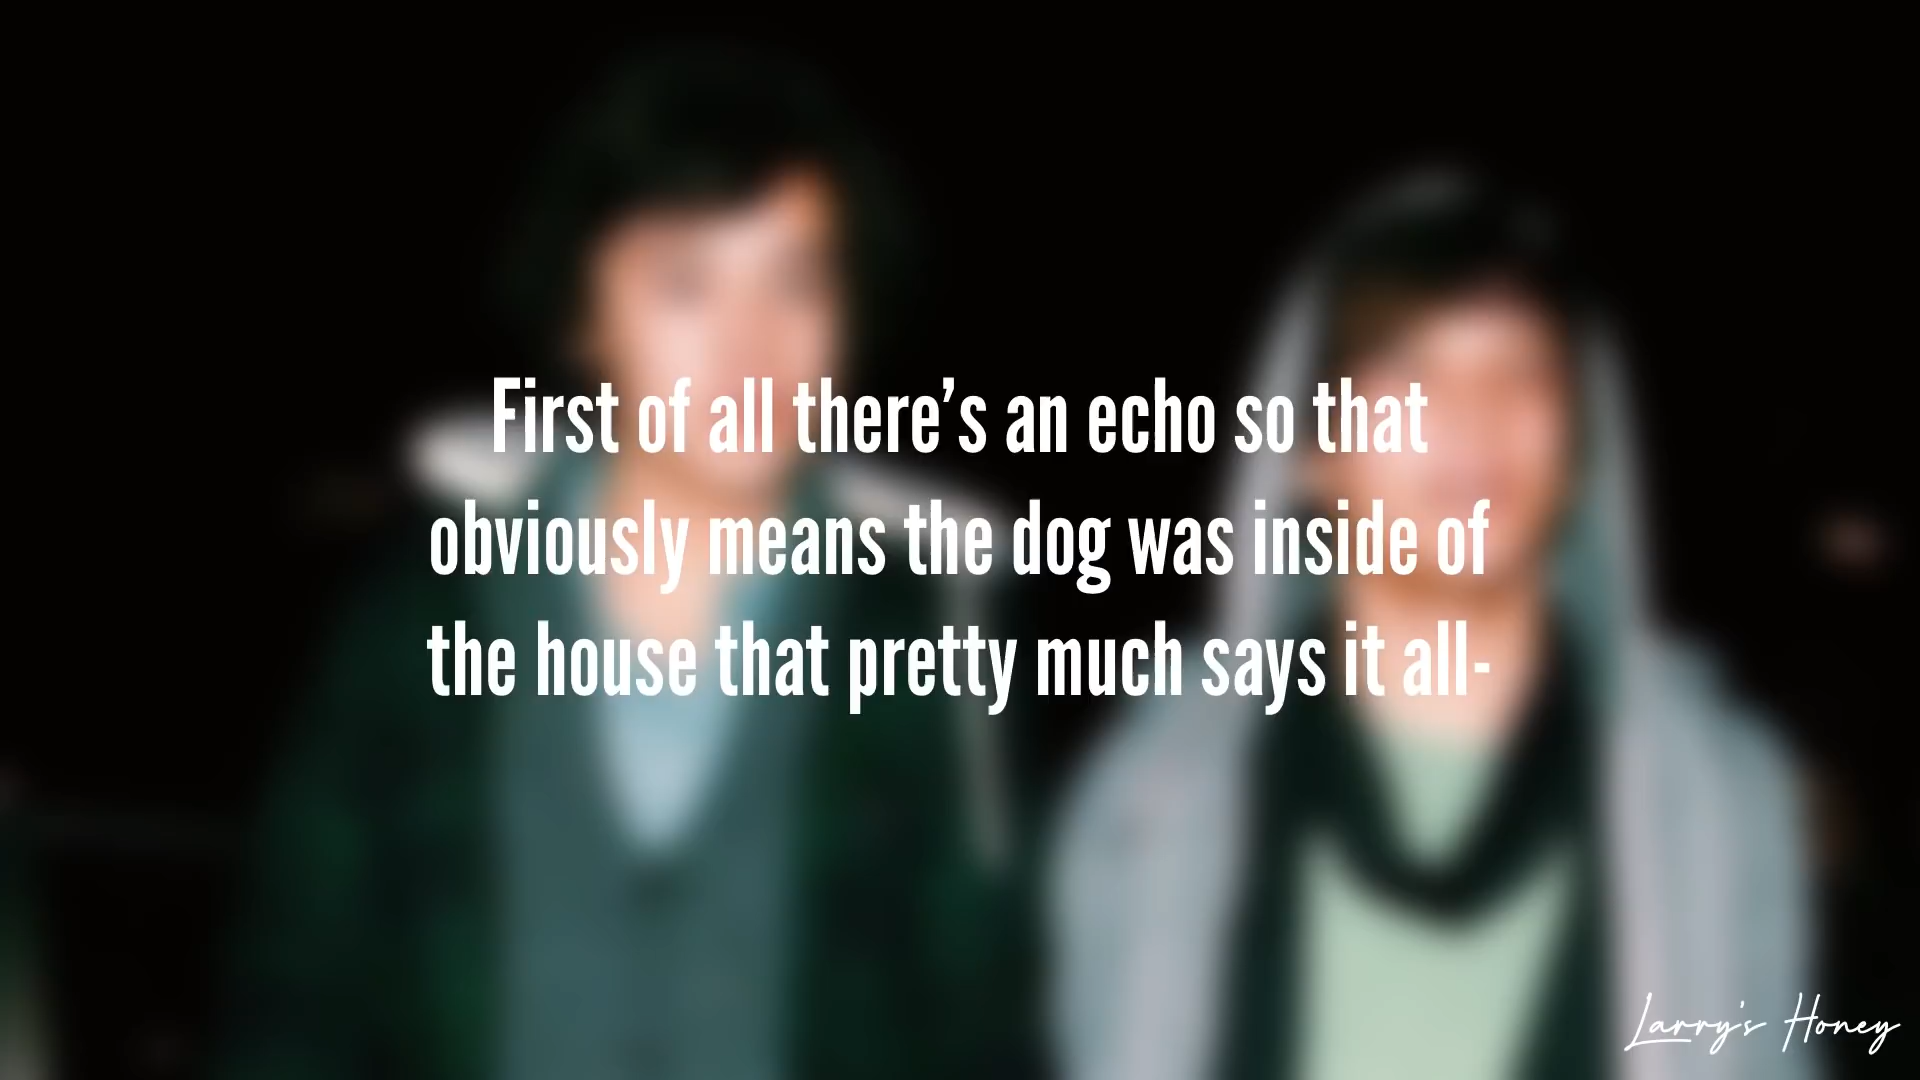 First of all there’s an echo so that
obviously means the dog was inside of
the house that pretty much says it all-
Larry's Honey